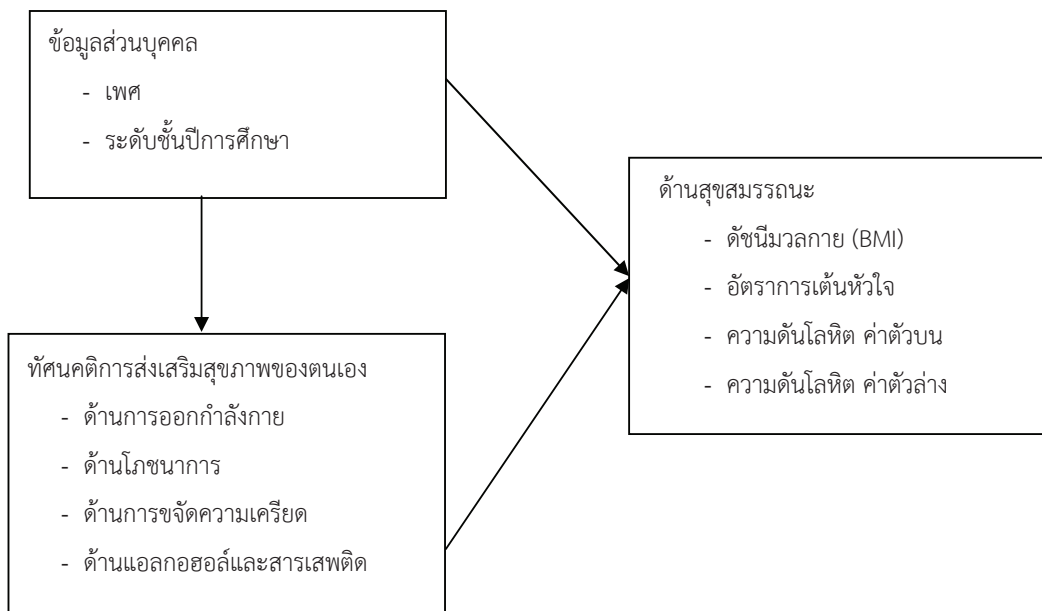 ข้อมูลส่วนบุคคล
- เพศ
- ระดับชั้นปีการศึกษา
ด้านสุขสมรรถนะ
- ดัชนีมวลกาย (BMI)
- อัตราการเต้นหัวใจ
- ความดันโลหิต ค่าตัวบน
- ความดันโลหิต ค่าตัวล่าง
ทัศนคติการส่งเสริมสุขภาพของตนเอง
- ด้านการออกกำลังกาย
- ด้านโภชนาการ
- ด้านการขจัดความเครียด
- ด้านแอลกอฮอล์และสารเสพติด